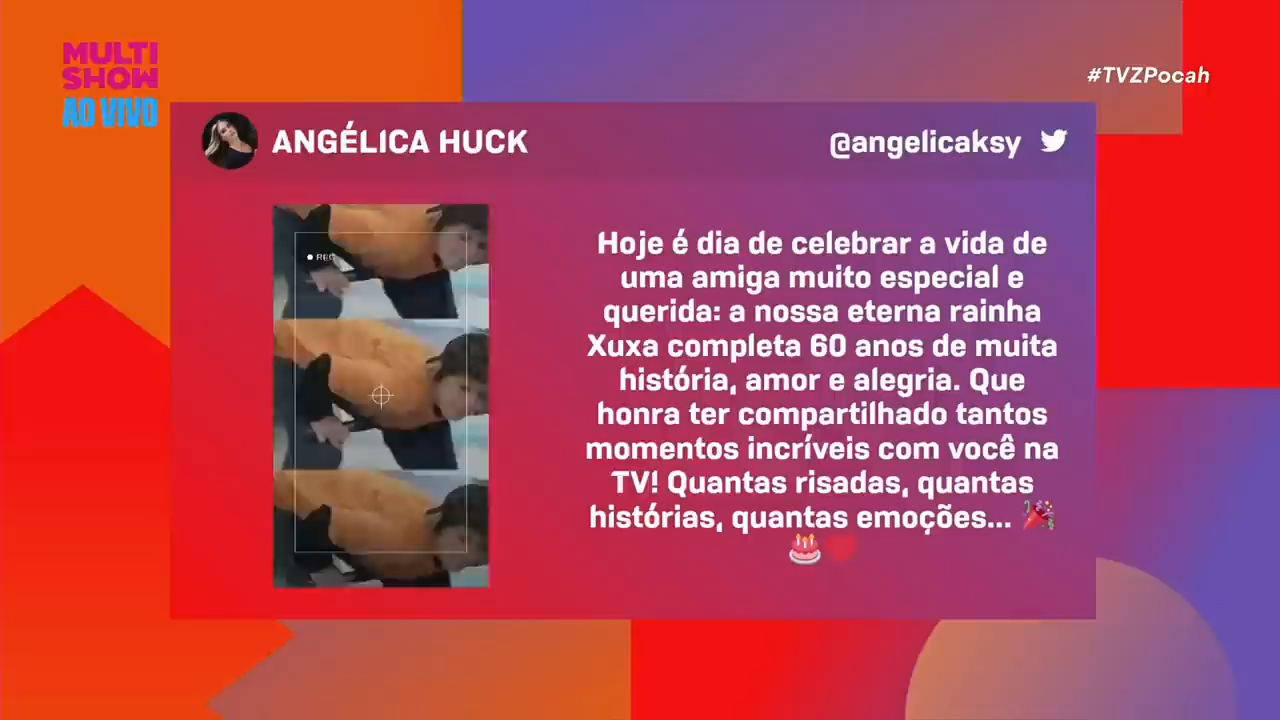 MULTI
SHOW
AO VIVO
#TVZPocah
ANGÉLICA HUCK
@angelicaksy
REC
Hoje é dia de celebrar a vida de
uma amiga muito especial e
querida: a nossa eterna rainha
Xuxa completa 60 anos de muita
história, amor e alegria. Que
honra ter compartilhado tantos
momentos incríveis com você na
TV! Quantas risadas, quantas
histórias, quantas emoções... 🎉
🎂❤️